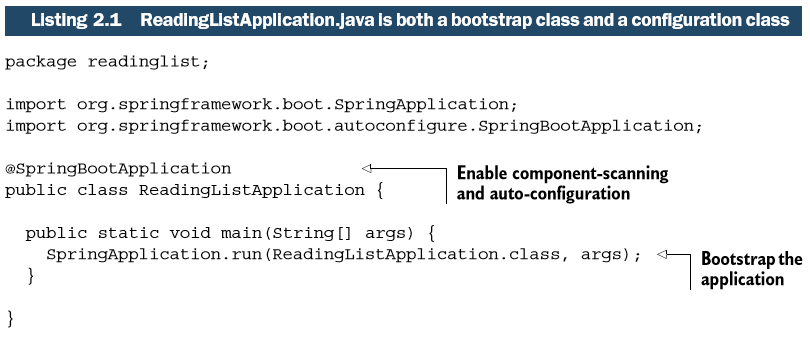 Listing 2.1 ReadingListApplication.java is both a bootstrap class and a configuration class
package readinglist;
import org.springframework.boot.SpringApplication;
import org.springframework.boot.autoconfigure.SpringBootApplication;
@SpringBootApplication
public class ReadingListApplication {
Enable component-scanning
and auto-configuration
public static void main(String[] args) {
SpringApplication.run(ReadingListApplication.class, args);
Bootstrap the
application
}
}